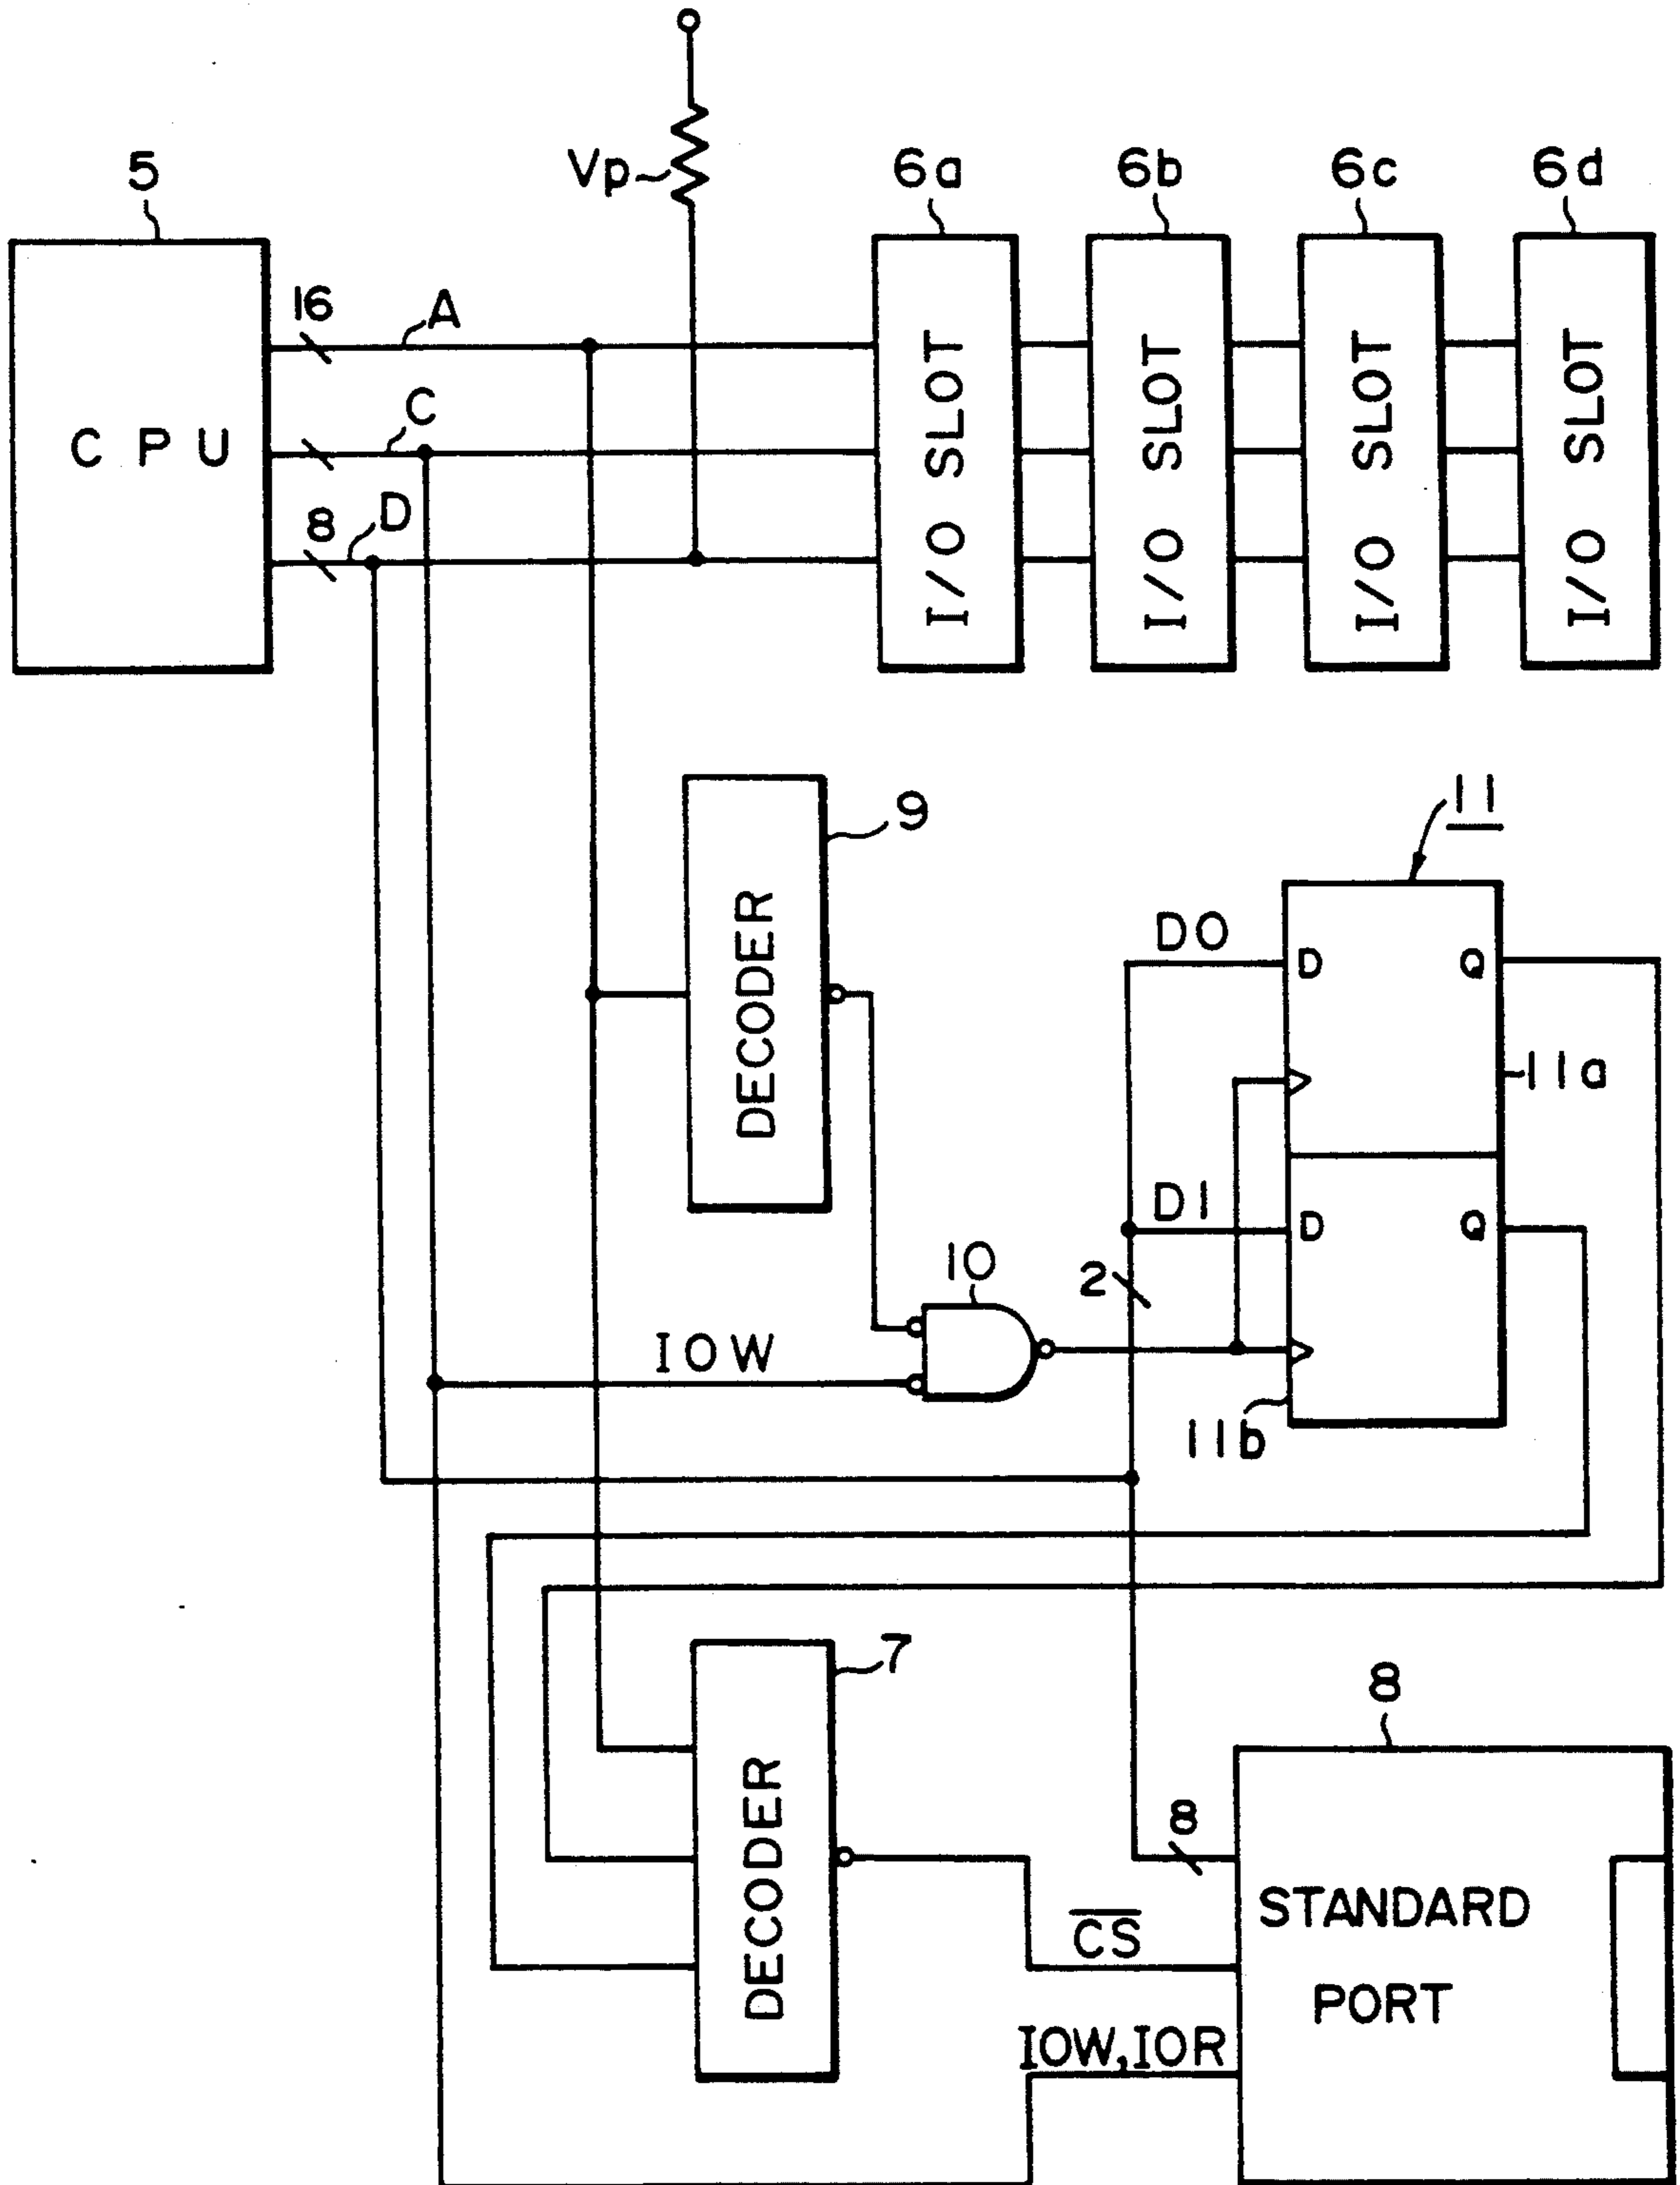 5
Vp
6a
6b
6c
6d
16
A
CPU
C
8
D
I/O SLOT
I/O SLOT
I/O SLOT
I/O SLOT
9
DECODER
11
D0
D
Q
11a
D1
D
Q
2
10
IOW
11b
7
DECODER
8
8
CS
STANDARD
PORT
IOW,IOR